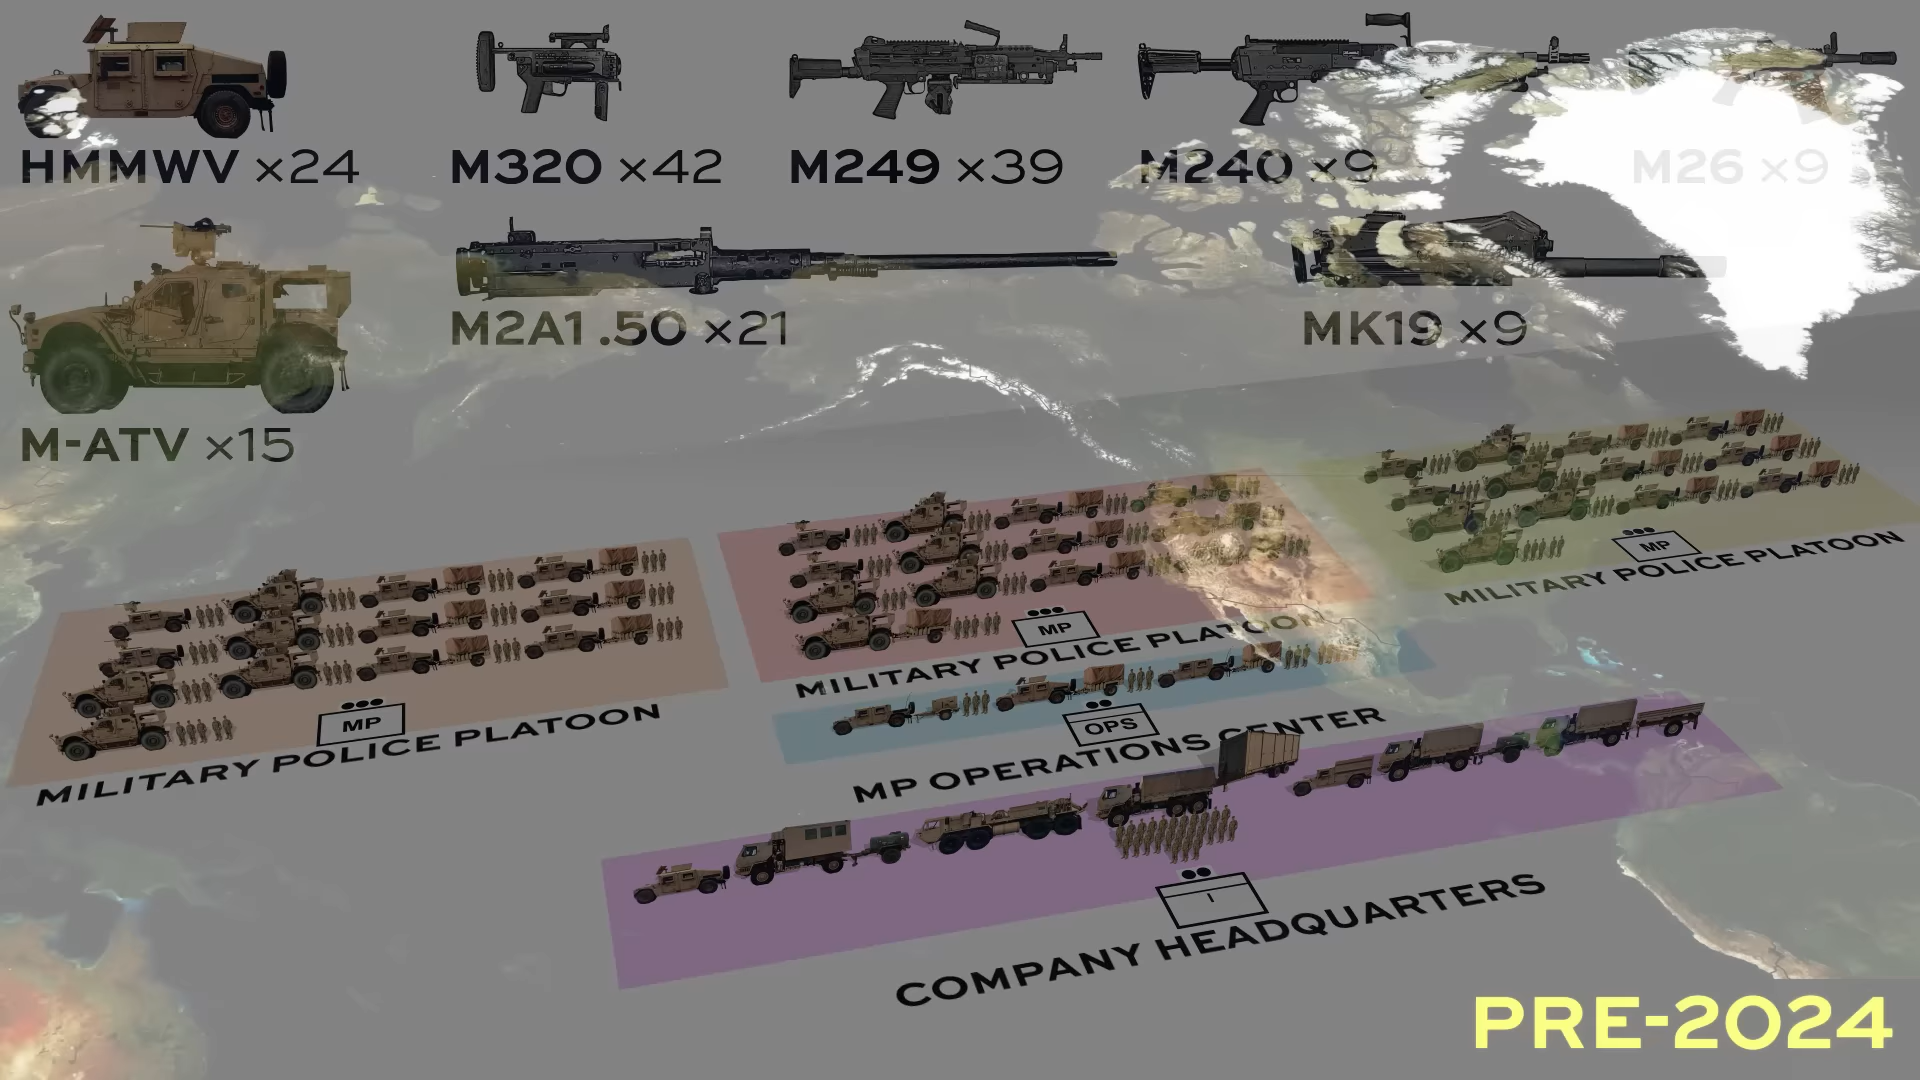 HMMWV ×24
M320 ×42
M249 ×39
M240 ×9
M26 ×9
M2A1 .50 ×21
MK19 ×9
M-ATV ×15
MP
MILITARY POLICE PLATOON
MP
MILITARY POLICE PLATOON
MP
MILITARY POLICE PLATOON
OPS
MP OPERATIONS CENTER
COMPANY HEADQUARTERS
PRE-2024